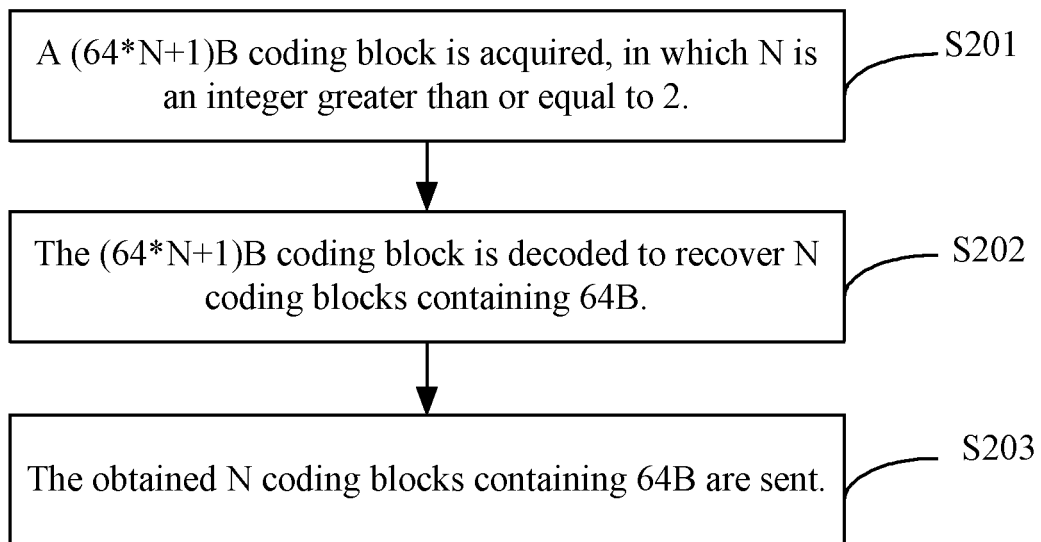 A (64*N+1)B coding block is acquired, in which N is
an integer greater than or equal to 2.
S201
The (64*N+1)B coding block is decoded to recover N
coding blocks containing 64B.
S202
The obtained N coding blocks containing 64B are sent.
S203